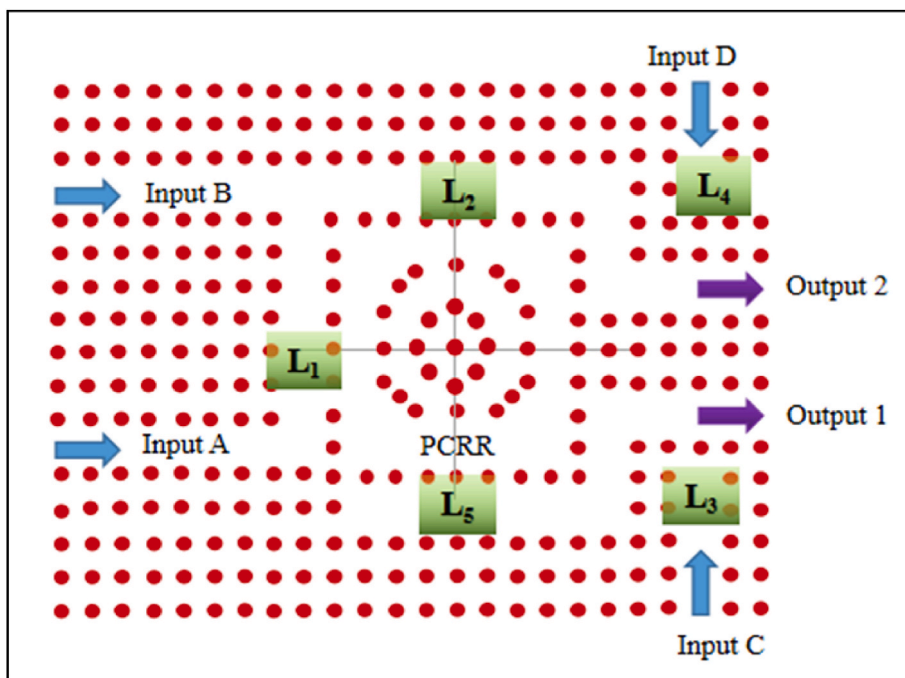 Input D
Input B
L2
L4
Output 2
L1
Output 1
Input A
PCRR
L5
L3
Input C